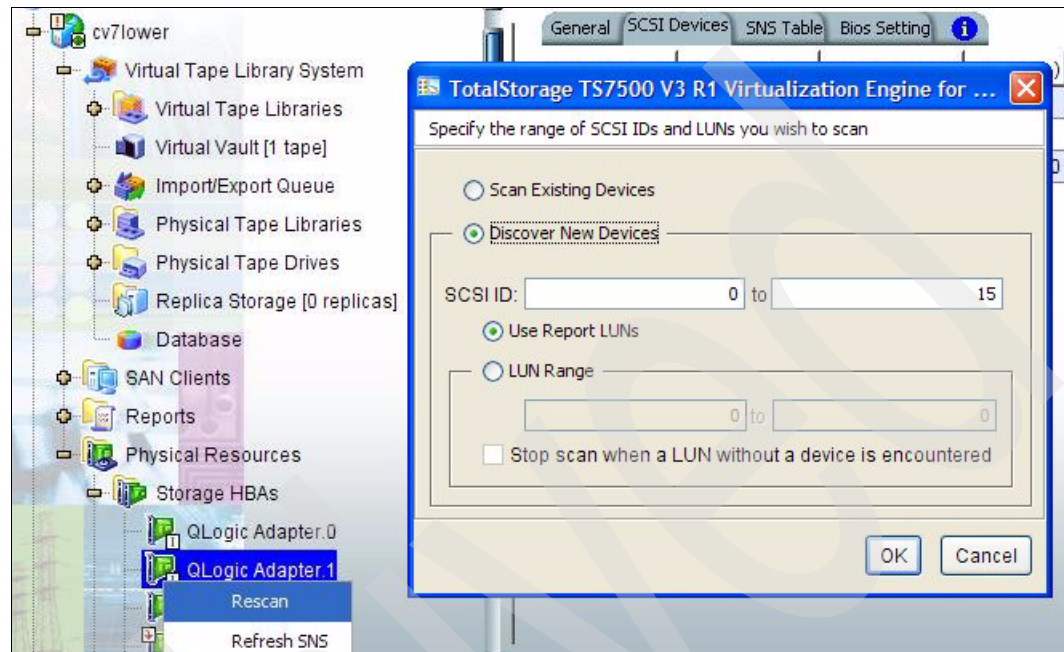 cv7lower
Virtual Tape Library System
Virtual Tape Libraries
Virtual Vault [1 tape]
Import/Export Queue
Physical Tape Libraries
Physical Tape Drives
Replica Storage [0 replicas]
Database
SAN Clients
Reports
Physical Resources
Storage HBAs
QLogic Adapter.0
QLogic Adapter.1
Rescan
Refresh SNS
General SCSI Devices SNS Table Bios Setting
TotalStorage TS7500 V3 R1 Virtualization Engine for ...
Specify the range of SCSI IDs and LUNs you wish to scan
Scan Existing Devices
Discover New Devices
SCSI ID: 0 to 15
Use Report LUNs
LUN Range
0 to 0
Stop scan when a LUN without a device is encountered
OK Cancel